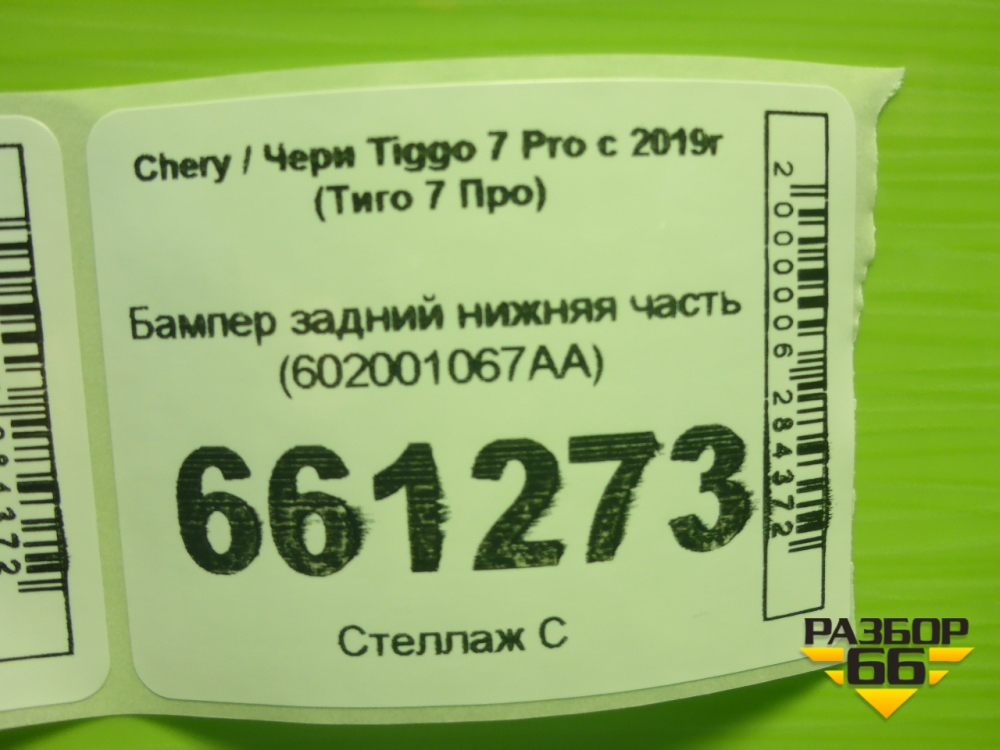 Chery / Чери Tiggo 7 Pro с 2019г
(Тиго 7 Про)
Бампер задний нижняя часть
(602001067AA)
661273
Стеллаж С
2000006284372
84372
РАЗБОР
66